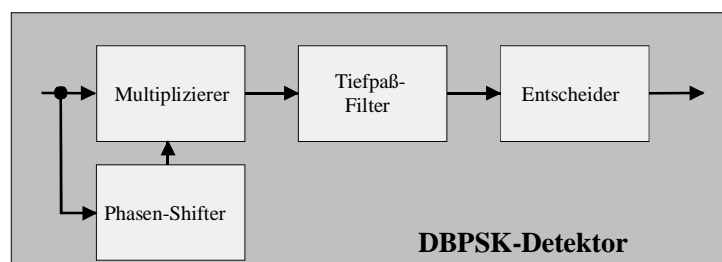 Multiplizierer
Tiefpaß-
Filter
Entscheider
Phasen-Shifter
DBPSK-Detektor